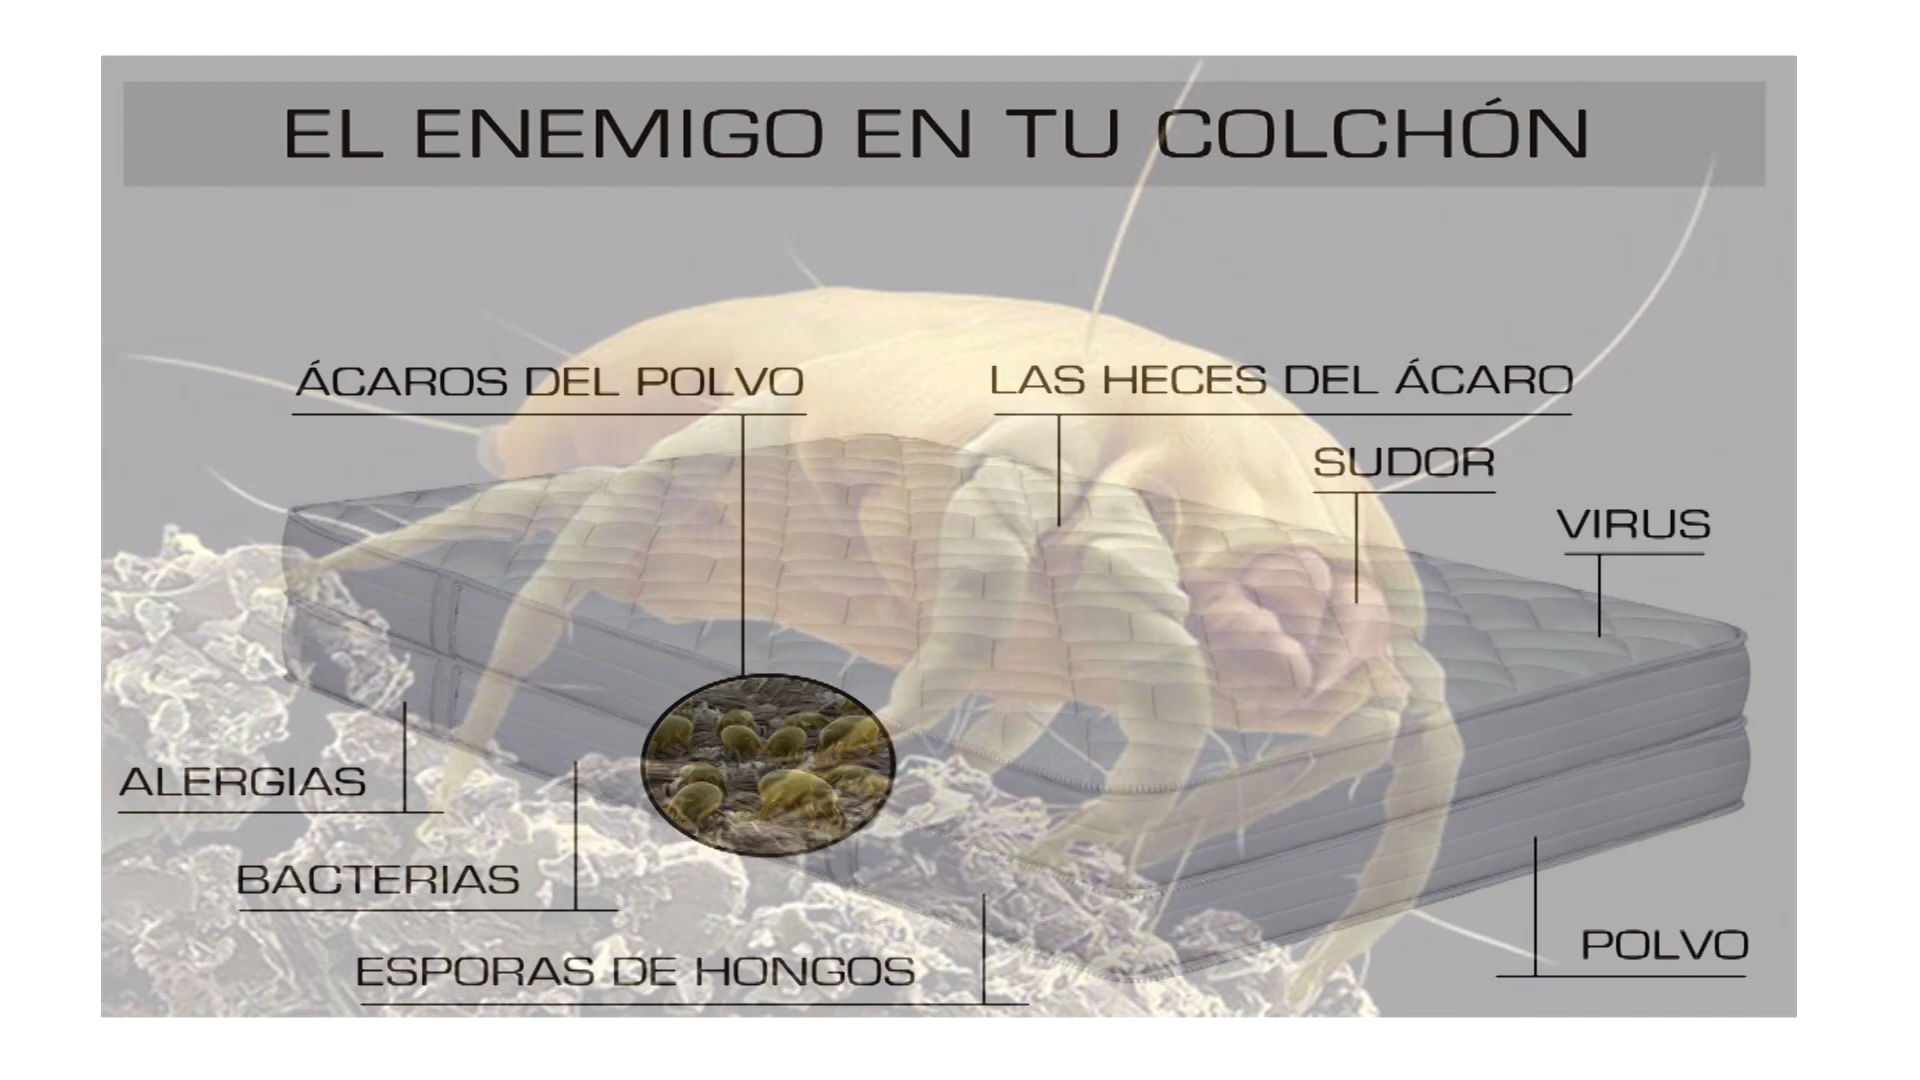 EL ENEMIGO EN TU COLCHÓN
ÁCAROS DEL POLVO
LAS HECES DEL ÁCARO
SUDOR
VIRUS
ALERGIAS
BACTERIAS
ESPORAS DE HONGOS
POLVO